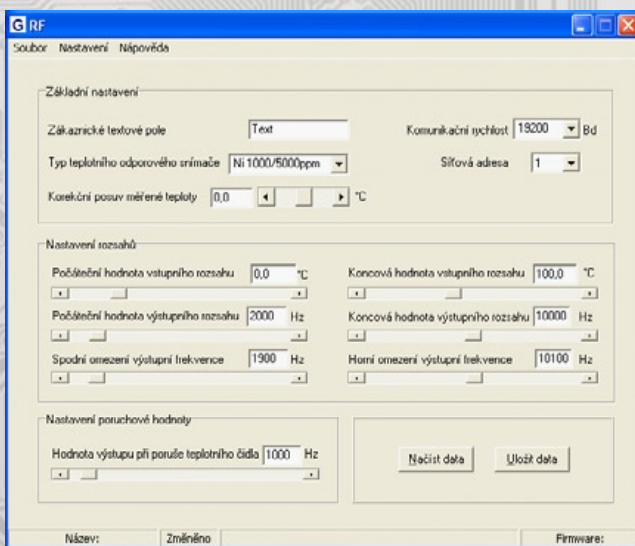 G RF
Soubor Nastavení Nápověda
Základní nastavení
Zákaznické textové pole Text Komunikační rychlost 19200 Bd
Typ teplotního odporového snímače Ni 1000/5000ppm Síťová adresa 1
Korekční posuv měřené teploty 0,0 °C
Nastavení rozsahů
Počáteční hodnota vstupního rozsahu 0,0 °C Koncová hodnota vstupního rozsahu 100,0 °C
Počáteční hodnota výstupního rozsahu 2000 Hz Koncová hodnota výstupního rozsahu 10000 Hz
Spodní omezení výstupní frekvence 1900 Hz Horní omezení výstupní frekvence 10100 Hz
Nastavení poruchové hodnoty
Hodnota výstupu při poruše teplotního čidla 1000 Hz Načíst data Uložit data
Název: Změněno Firmware: